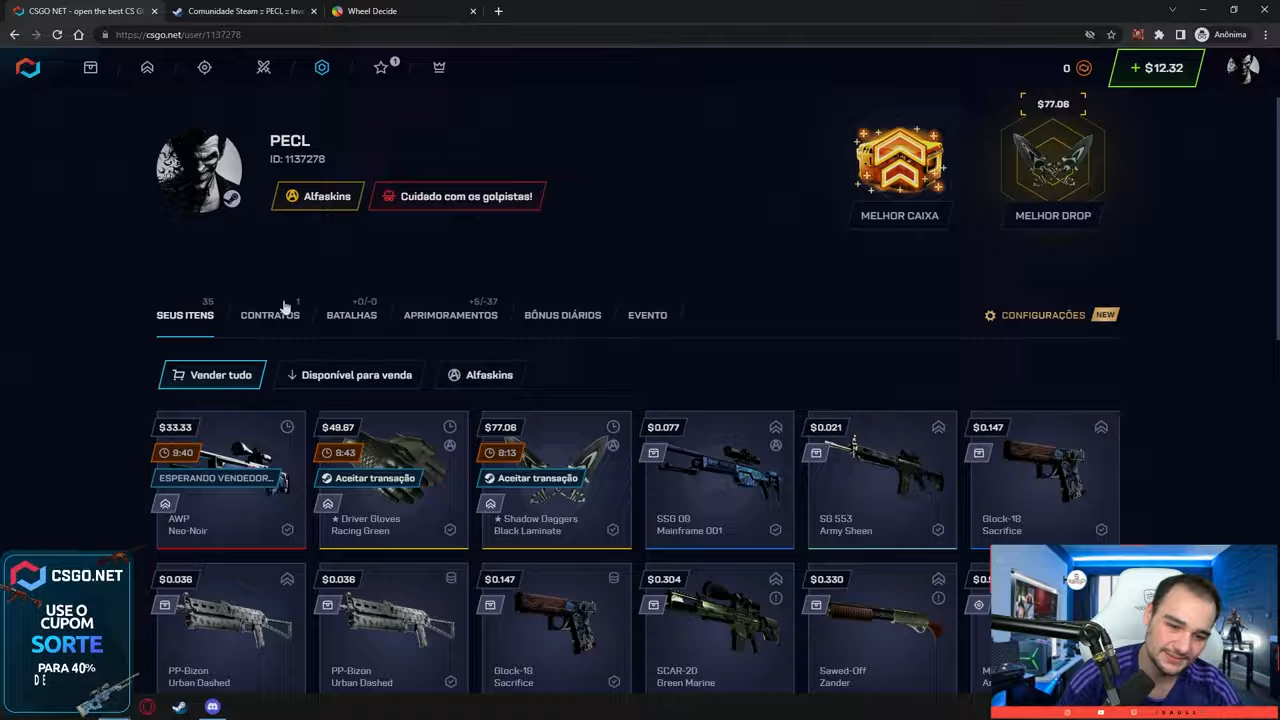 CSGO NET - open the best CS G
Comunidade Steam :: PECL :: Inve
Wheel Decide
https://csgo.net/user/1137278
Anônima
1
0
+ $12.32
$77.06
PECL
ID: 1137278
Alfaskins
Cuidado com os golpistas!
MELHOR CAIXA
MELHOR DROP
35
1
+0/-0
+5/-37
SEUS ITENS
CONTRATOS
BATALHAS
APRIMORAMENTOS
BÔNUS DIÁRIOS
EVENTO
CONFIGURAÇÕES
NEW
Vender tudo
Disponível para venda
Alfaskins
$33.33
9:40
ESPERANDO VENDEDOR...
AWP
Neo-Noir
$49.67
8:43
Aceitar transação
★ Driver Gloves
Racing Green
$77.06
8:13
Aceitar transação
★ Shadow Daggers
Black Laminate
$0.077
SSG 08
Mainframe 001
$0.021
SG 553
Army Sheen
$0.147
Glock-18
Sacrifice
$0.036
PP-Bizon
Urban Dashed
$0.036
PP-Bizon
Urban Dashed
$0.147
Glock-18
Sacrifice
$0.304
SCAR-20
Green Marine
$0.330
Sawed-Off
Zander
CSGO.NET
USE O
CUPOM
SORTE
PARA 40%
DE